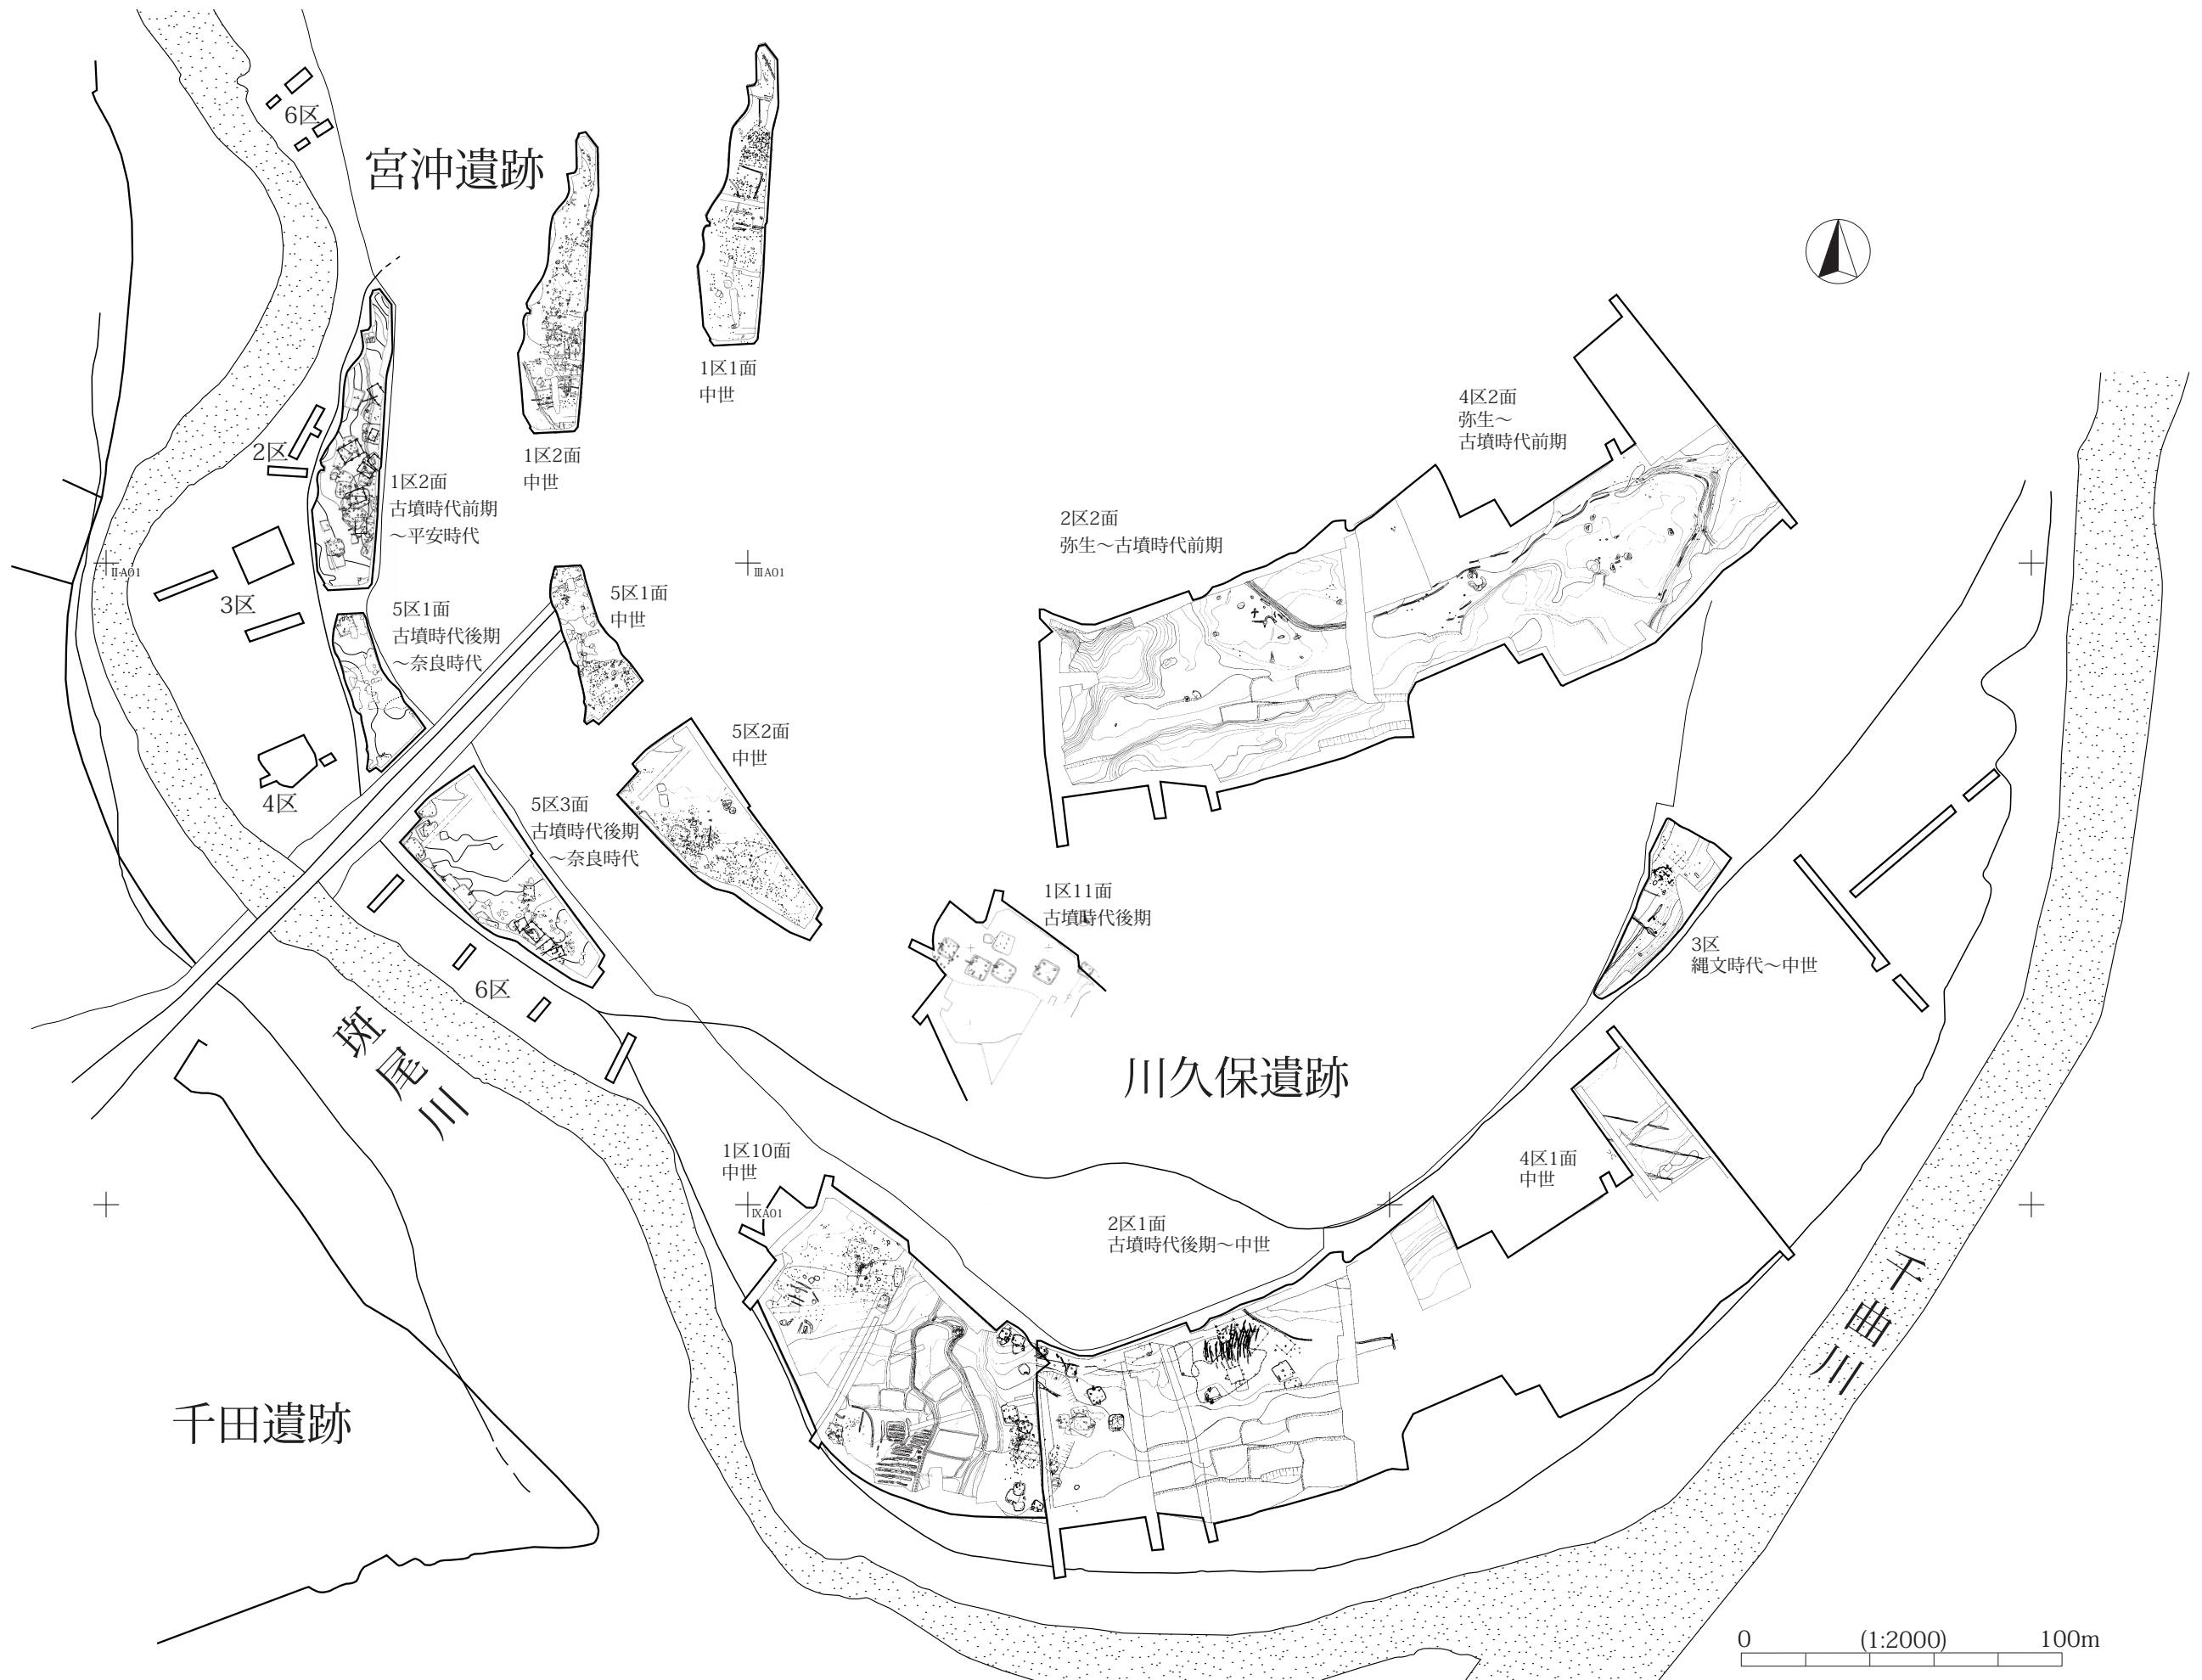 6区
宮沖遺跡
1区1面
中世
1区2面
中世
2区
1区2面
古墳時代前期
～平安時代
4区2面
弥生～
古墳時代前期
2区2面
弥生～古墳時代前期
ⅡA01
ⅢA01
3区
5区1面
古墳時代後期
～奈良時代
5区1面
中世
5区2面
中世
4区
5区3面
古墳時代後期
～奈良時代
1区11面
古墳時代後期
3区
縄文時代～中世
6区
斑尾川
川久保遺跡
1区10面
中世
4区1面
中世
ⅨA01
2区1面
古墳時代後期～中世
千曲川
千田遺跡
0 (1:2000) 100m